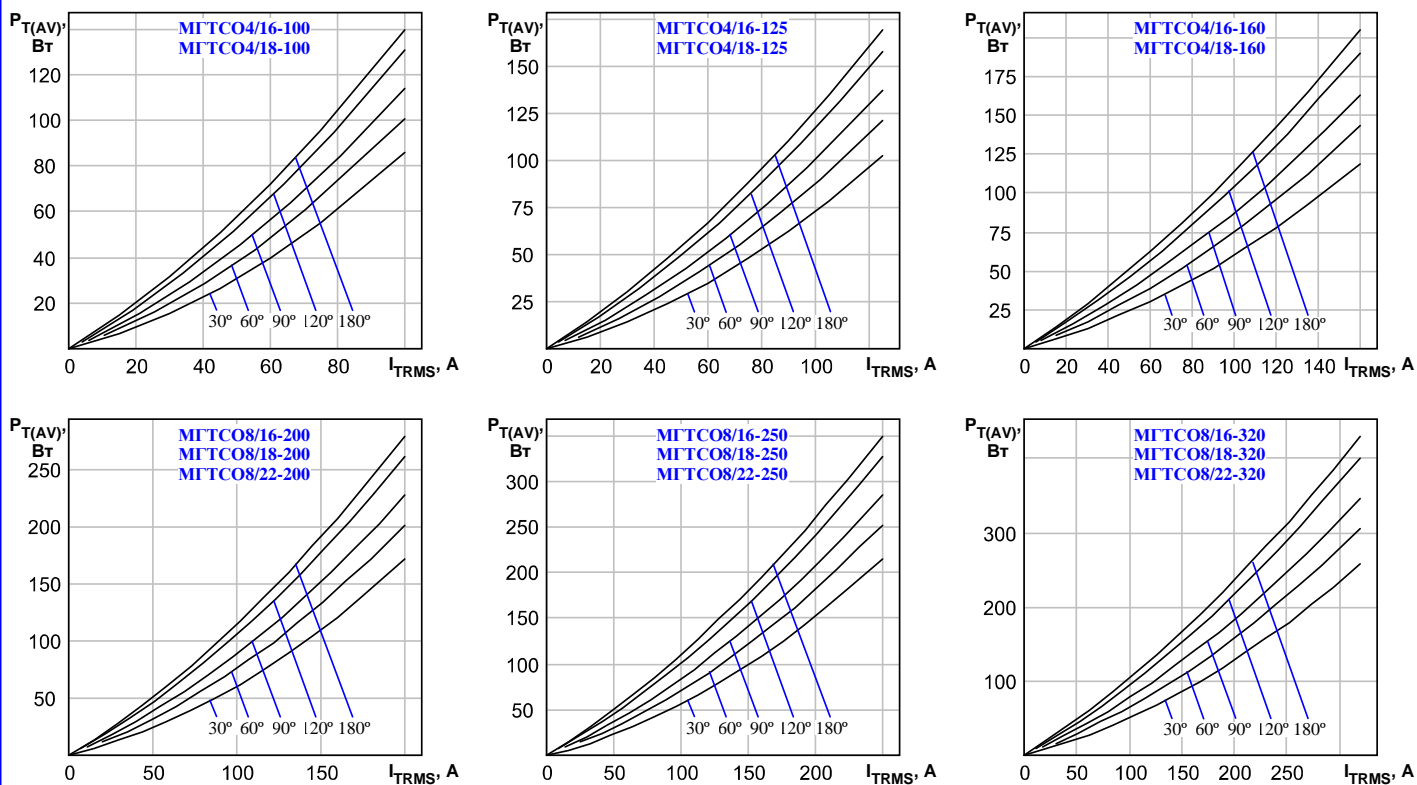 P_T(AV),
Вт
МГТСО4/16-100
МГТСО4/18-100
120
100
80
60
40
20
30º 60º 90º 120º 180º
0 20 40 60 80 I_TRMS, A
P_T(AV),
Вт
МГТСО4/16-125
МГТСО4/18-125
150
125
100
75
50
25
30º 60º 90º 120º 180º
0 20 40 60 80 100 I_TRMS, A
P_T(AV),
Вт
МГТСО4/16-160
МГТСО4/18-160
175
150
125
100
75
50
25
30º 60º 90º 120º 180º
0 20 40 60 80 100 120 140 I_TRMS, A
P_T(AV),
Вт
МГТСО8/16-200
МГТСО8/18-200
МГТСО8/22-200
250
200
150
100
50
30º 60º 90º 120º 180º
0 50 100 150 I_TRMS, A
P_T(AV),
Вт
МГТСО8/16-250
МГТСО8/18-250
МГТСО8/22-250
300
250
200
150
100
50
30º 60º 90º 120º 180º
0 50 100 150 200 I_TRMS, A
P_T(AV),
Вт
МГТСО8/16-320
МГТСО8/18-320
МГТСО8/22-320
300
200
100
30º 60º 90º 120º 180º
0 50 100 150 200 250 I_TRMS, A